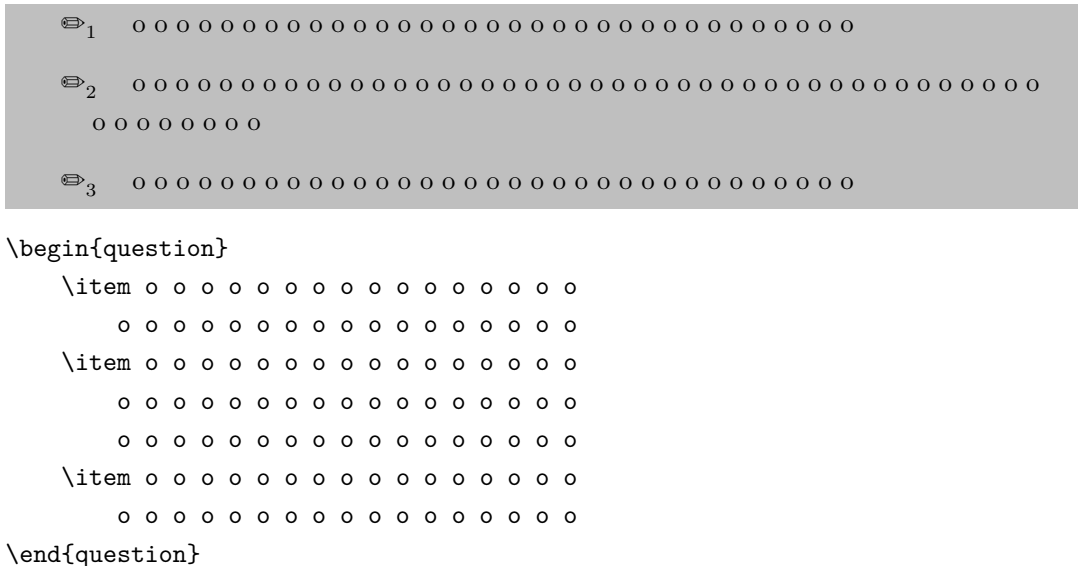 ✏1 o o o o o o o o o o o o o o o o o o o o o o o o o o o o o o o o o
✏2 o o o o o o o o o o o o o o o o o o o o o o o o o o o o o o o o o o o o o o o o o o
o o o o o o o o
✏3 o o o o o o o o o o o o o o o o o o o o o o o o o o o o o o o o o
\begin{question}
\item o o o o o o o o o o o o o o o o
o o o o o o o o o o o o o o o o o
\item o o o o o o o o o o o o o o o o
o o o o o o o o o o o o o o o o o
o o o o o o o o o o o o o o o o o
\item o o o o o o o o o o o o o o o o
o o o o o o o o o o o o o o o o o
\end{question}